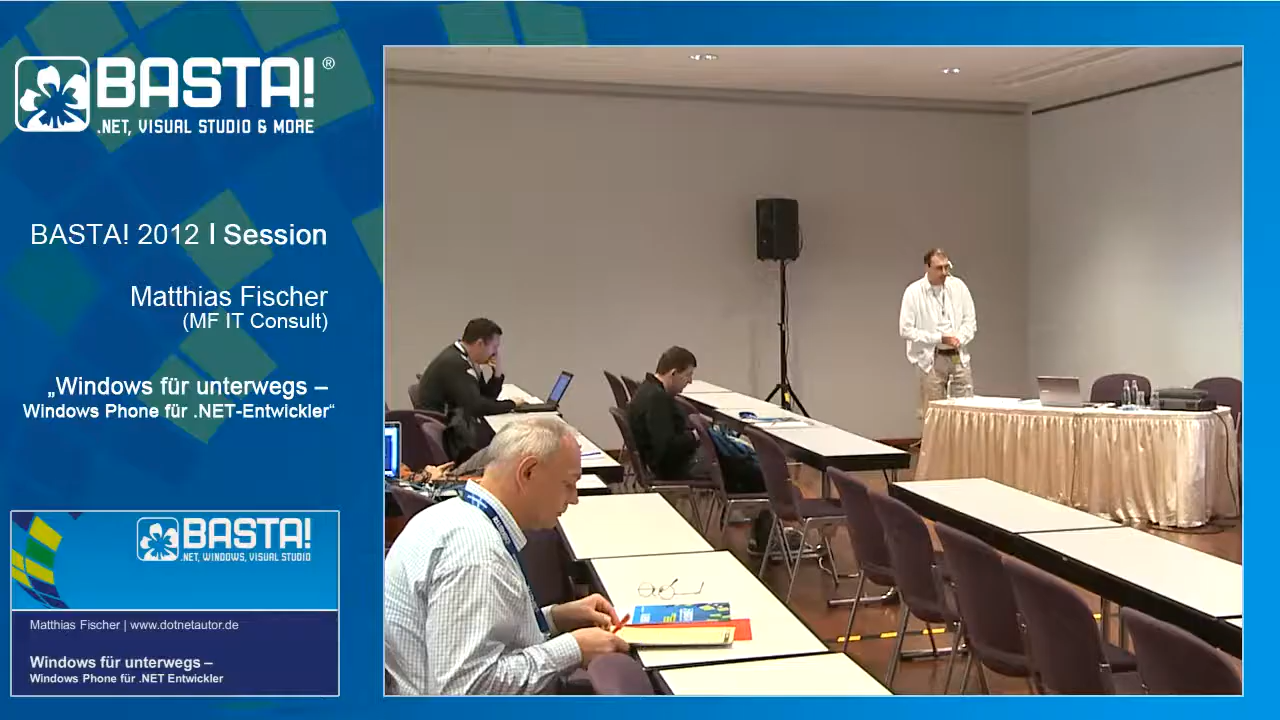 BASTA!®
.NET, VISUAL STUDIO & MORE
BASTA! 2012 I Session
Matthias Fischer
(MF IT Consult)
„Windows für unterwegs –
Windows Phone für .NET-Entwickler“
BASTA!
.NET, WINDOWS, VISUAL STUDIO
Matthias Fischer | www.dotnetautor.de
Windows für unterwegs –
Windows Phone für .NET Entwickler